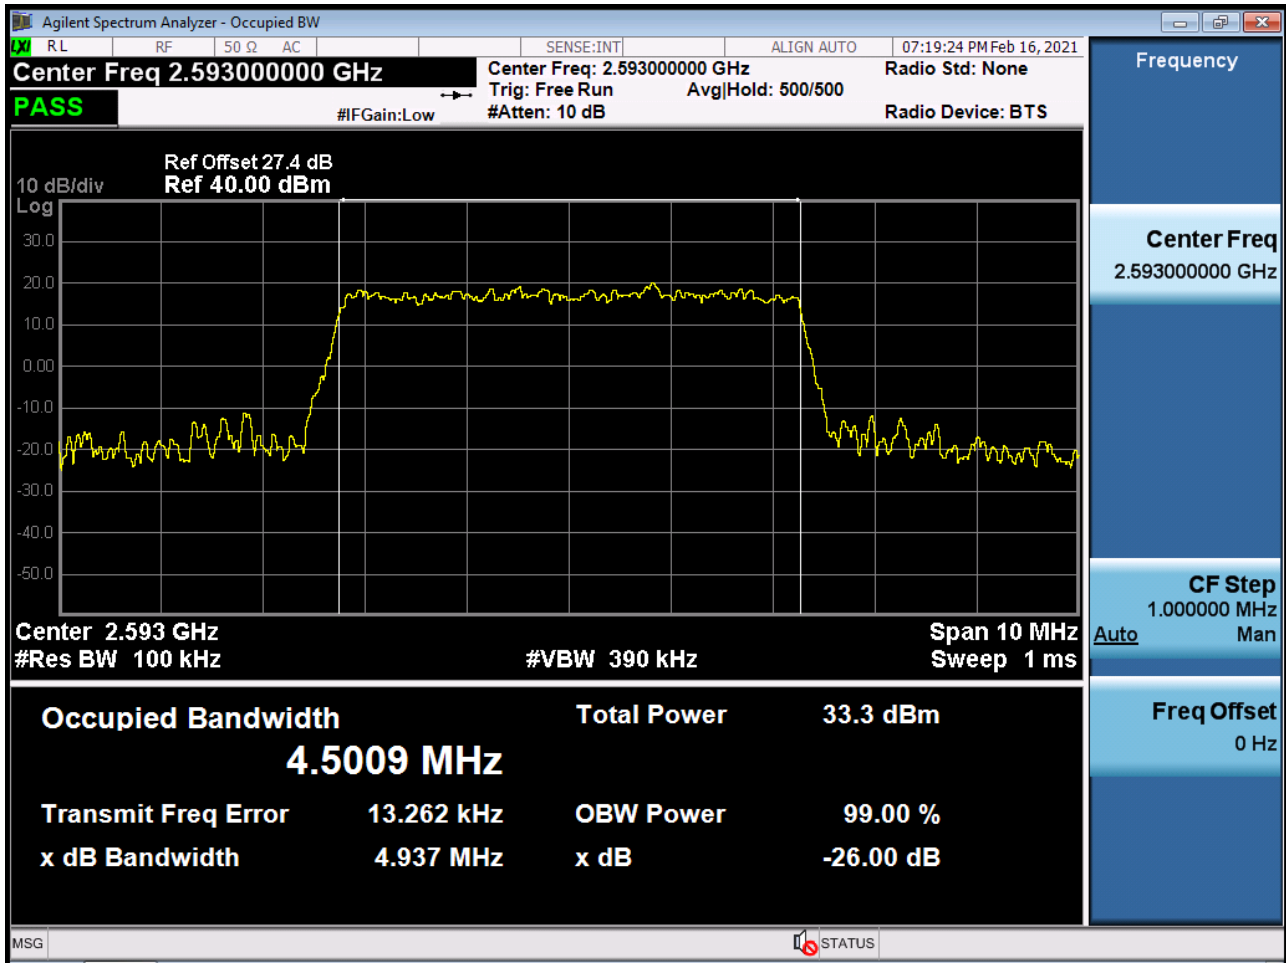 Agilent Spectrum Analyzer - Occupied BW
LXI RL RF 50 Ω AC SENSE:INT ALIGN AUTO 07:19:24 PM Feb 16, 2021
Center Freq 2.593000000 GHz
PASS
#IFGain:Low
Center Freq: 2.593000000 GHz
Trig: Free Run Avg|Hold: 500/500
#Atten: 10 dB
Radio Std: None
Radio Device: BTS
Ref Offset 27.4 dB
10 dB/div Ref 40.00 dBm
Log
30.0
20.0
10.0
0.00
-10.0
-20.0
-30.0
-40.0
-50.0
Center 2.593 GHz Span 10 MHz
#Res BW 100 kHz #VBW 390 kHz Sweep 1 ms
Occupied Bandwidth Total Power 33.3 dBm
4.5009 MHz
Transmit Freq Error 13.262 kHz OBW Power 99.00 %
x dB Bandwidth 4.937 MHz x dB -26.00 dB
MSG STATUS
Frequency
Center Freq
2.593000000 GHz
CF Step
1.000000 MHz
Auto Man
Freq Offset
0 Hz